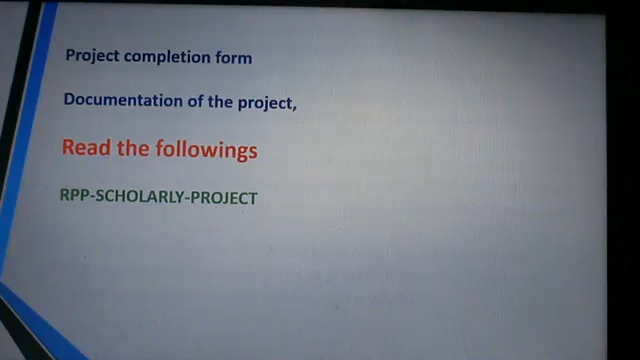 Project completion form
Documentation of the project,
Read the followings
RPP-SCHOLARLY-PROJECT